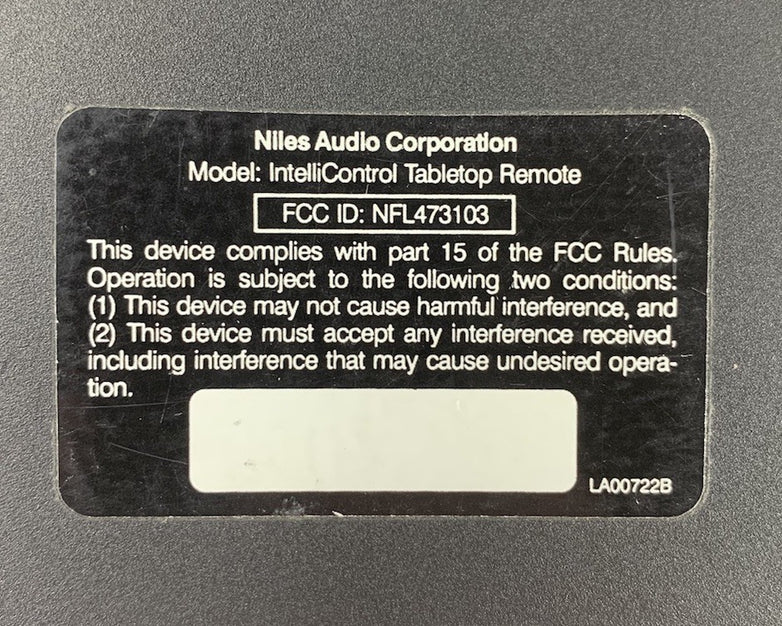 Niles Audio Corporation
Model: IntelliControl Tabletop Remote
FCC ID: NFL473103
This device complies with part 15 of the FCC Rules.
Operation is subject to the following two conditions:
(1) This device may not cause harmful interference, and
(2) This device must accept any interference received,
including interference that may cause undesired opera-
tion.
LA00722B